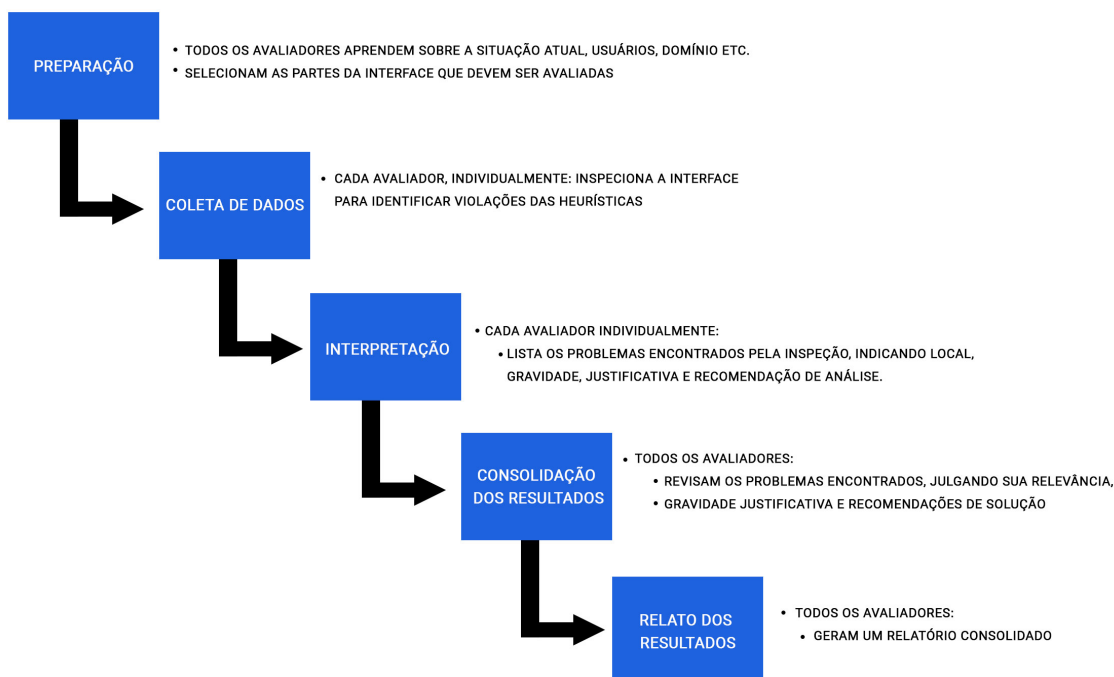 PREPARAÇÃO
• TODOS OS AVALIADORES APRENDEM SOBRE A SITUAÇÃO ATUAL, USUÁRIOS, DOMÍNIO ETC.
• SELECIONAM AS PARTES DA INTERFACE QUE DEVEM SER AVALIADAS
COLETA DE DADOS
• CADA AVALIADOR, INDIVIDUALMENTE: INSPECIONA A INTERFACE
PARA IDENTIFICAR VIOLAÇÕES DAS HEURÍSTICAS
INTERPRETAÇÃO
• CADA AVALIADOR INDIVIDUALMENTE:
• LISTA OS PROBLEMAS ENCONTRADOS PELA INSPEÇÃO, INDICANDO LOCAL,
GRAVIDADE, JUSTIFICATIVA E RECOMENDAÇÃO DE ANÁLISE.
CONSOLIDAÇÃO
DOS RESULTADOS
• TODOS OS AVALIADORES:
• REVISAM OS PROBLEMAS ENCONTRADOS, JULGANDO SUA RELEVÂNCIA,
• GRAVIDADE JUSTIFICATIVA E RECOMENDAÇÕES DE SOLUÇÃO
RELATO DOS
RESULTADOS
• TODOS OS AVALIADORES:
• GERAM UM RELATÓRIO CONSOLIDADO